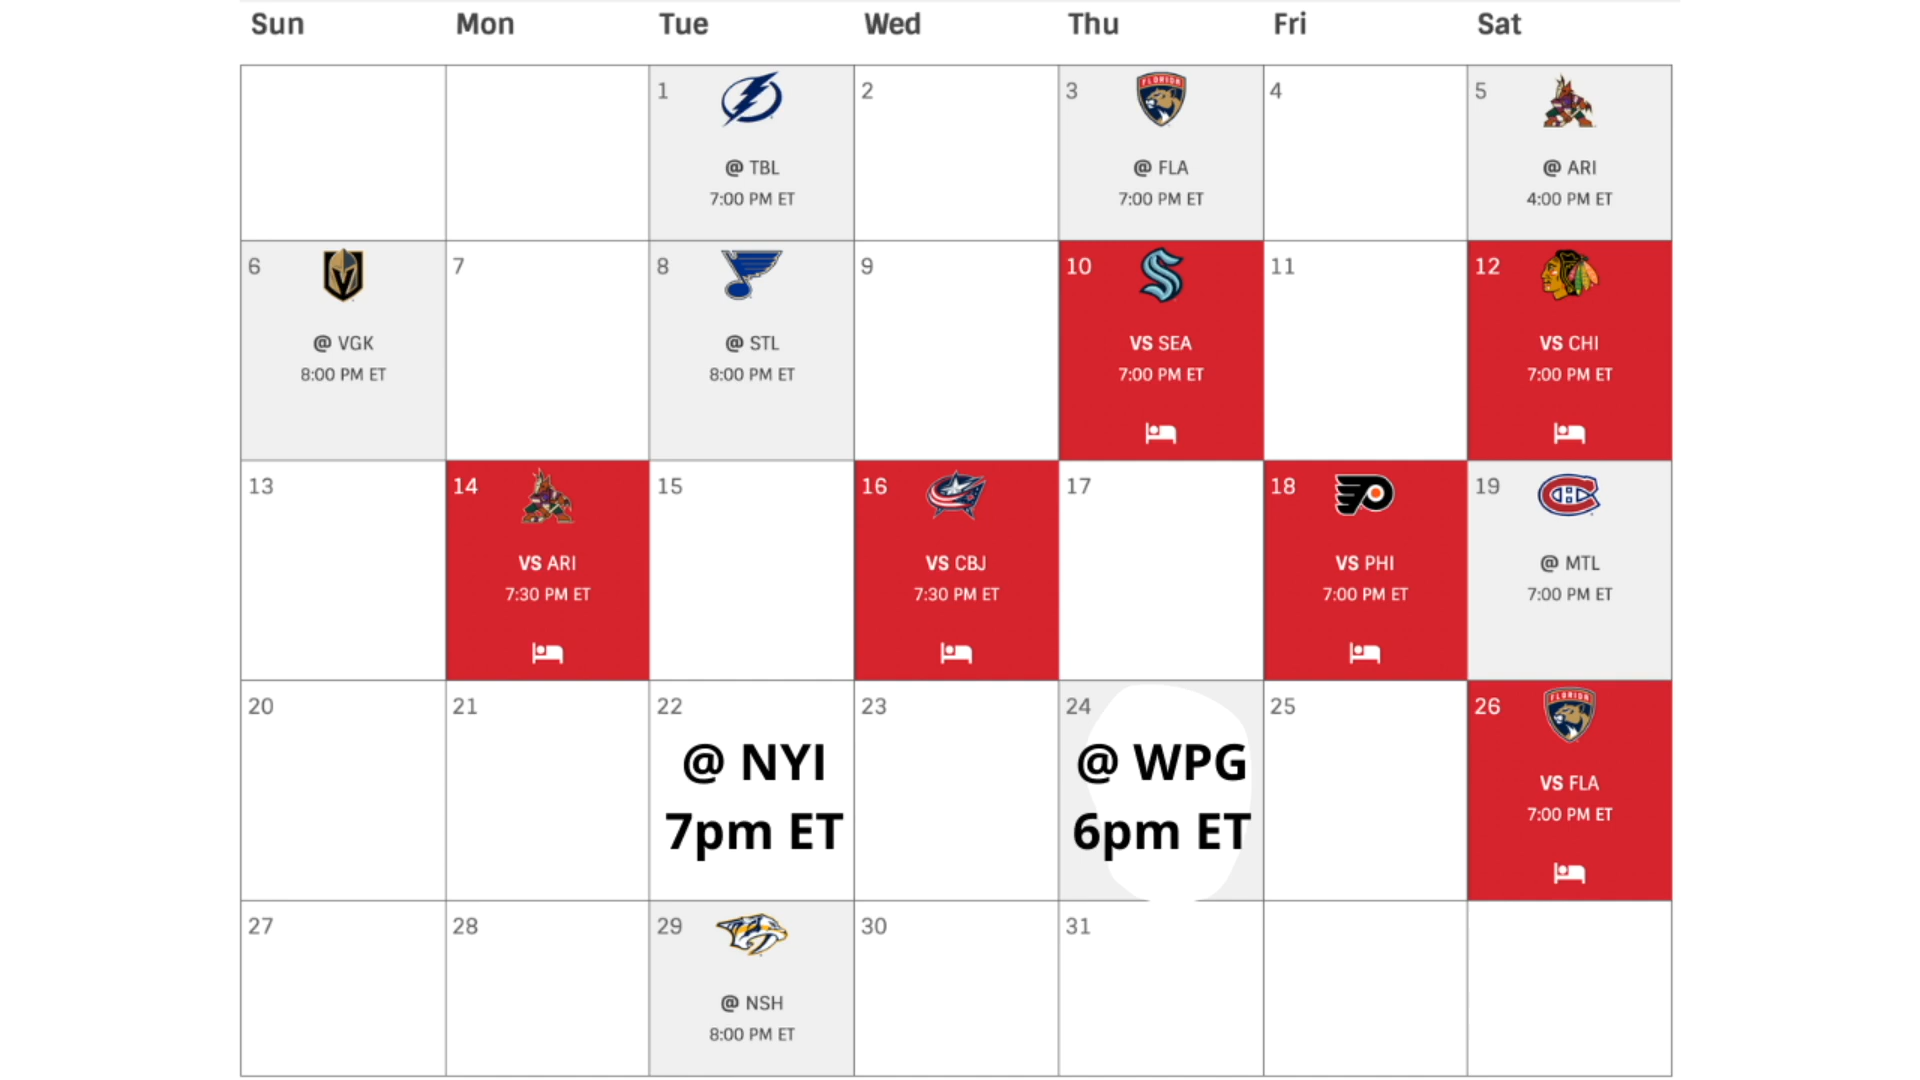 Sun Mon Tue Wed Thu Fri Sat
1
@ TBL
7:00 PM ET
2
3
FLORIDA
@ FLA
7:00 PM ET
4
5
@ ARI
4:00 PM ET
6
@ VGK
8:00 PM ET
7
8
@ STL
8:00 PM ET
9
10
VS SEA
7:00 PM ET
11
12
VS CHI
7:00 PM ET
13
14
VS ARI
7:30 PM ET
15
16
VS CBJ
7:30 PM ET
17
18
VS PHI
7:00 PM ET
19
@ MTL
7:00 PM ET
20
21
22
@ NYI
7pm ET
23
24
@ WPG
6pm ET
25
26
FLORIDA
VS FLA
7:00 PM ET
27
28
29
@ NSH
8:00 PM ET
30
31